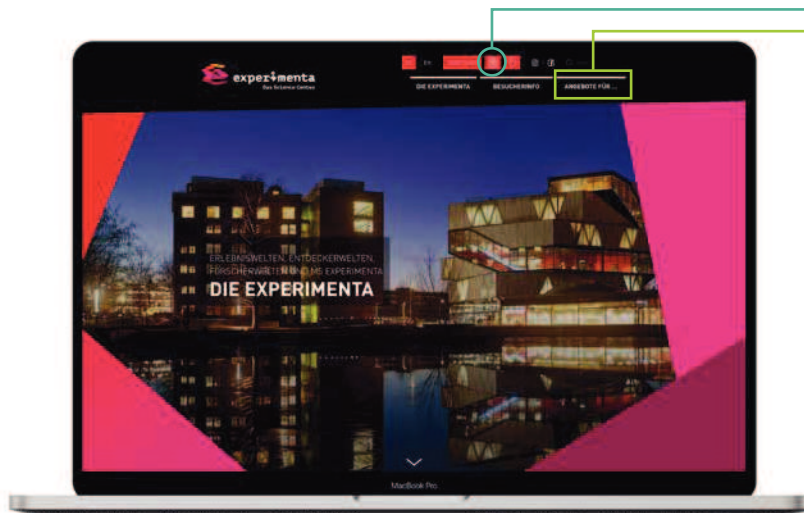 experimenta
Das Science Center
EN
DIE EXPERIMENTA
BESUCHERINFO
ANGEBOTE FÜR ...
ERLEBNISWELTEN, ENTDECKERWELTEN,
FORSCHERWELTEN UND MS EXPERIMENTA
DIE EXPERIMENTA
MacBook Pro